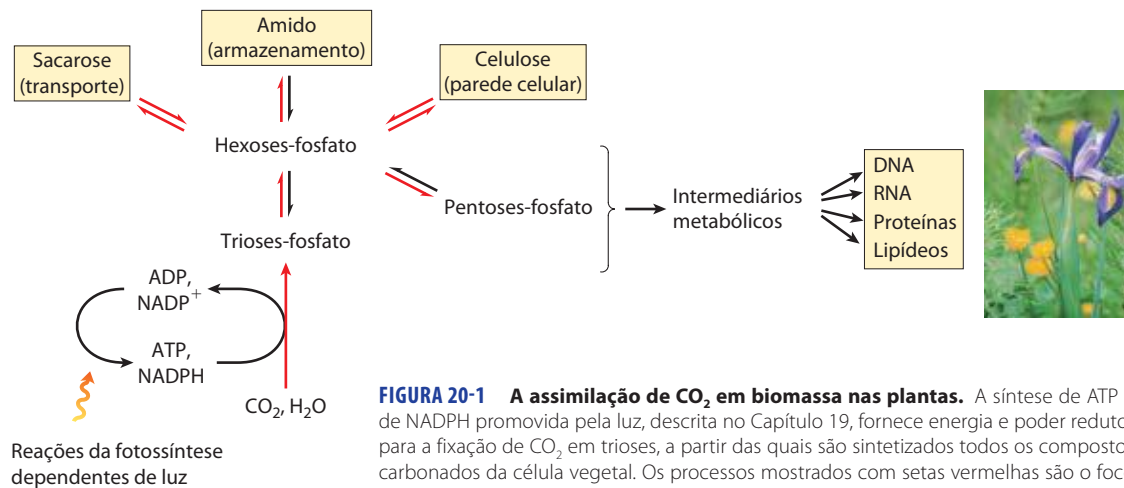 Sacarose
(transporte)
Amido
(armazenamento)
Celulose
(parede celular)
Hexoses-fosfato
Pentoses-fosfato
Intermediários
metabólicos
DNA
RNA
Proteínas
Lipídeos
Trioses-fosfato
ADP,
NADP+
ATP,
NADPH
CO2, H2O
Reações da fotossíntese
dependentes de luz
FIGURA 20-1 A assimilação de CO2 em biomassa nas plantas. A síntese de ATP
de NADPH promovida pela luz, descrita no Capítulo 19, fornece energia e poder reduto
para a fixação de CO2 em trioses, a partir das quais são sintetizados todos os composto
carbonados da célula vegetal. Os processos mostrados com setas vermelhas são o foc